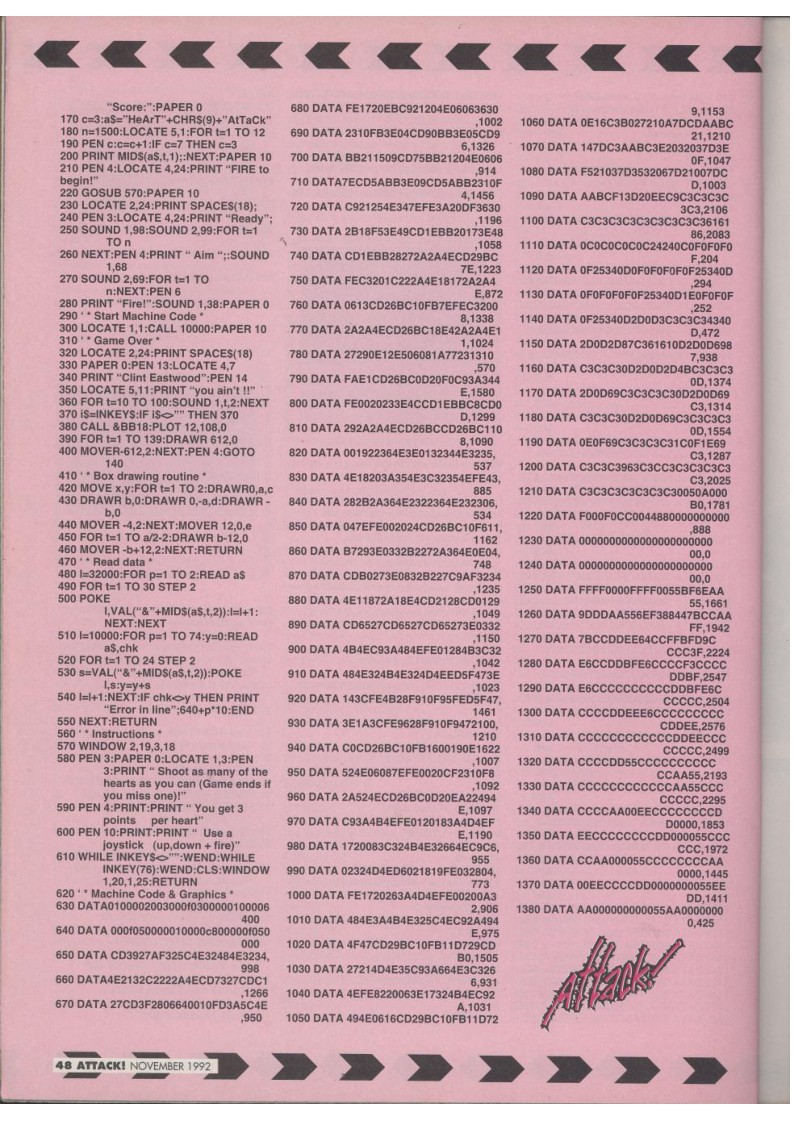 "Score:":PAPER 0
170 c=3:a$="HeArT"+CHR$(9)+"AtTaCk"
180 n=1500:LOCATE 5,1:FOR t=1 TO 12
190 PEN c:c=c+1:IF c=7 THEN c=3
200 PRINT MID$(a$,t,1);:NEXT:PAPER 10
210 PEN 4:LOCATE 4,24:PRINT "FIRE to
begin!"
220 GOSUB 570:PAPER 10
230 LOCATE 2,24:PRINT SPACE$(18);
240 PEN 3:LOCATE 4,24:PRINT "Ready";
250 SOUND 1,98:SOUND 2,99:FOR t=1
TO n
260 NEXT:PEN 4:PRINT " Aim ";:SOUND
1,68
270 SOUND 2,69:FOR t=1 TO
n:NEXT:PEN 6
280 PRINT "Fire!":SOUND 1,38:PAPER 0
290 ' * Start Machine Code *
300 LOCATE 1,1:CALL 10000:PAPER 10
310 ' * Game Over *
320 LOCATE 2,24:PRINT SPACE$(18)
330 PAPER 0:PEN 13:LOCATE 4,7
340 PRINT "Clint Eastwood":PEN 14
350 LOCATE 5,11:PRINT "you ain't !!"
360 FOR t=10 TO 100:SOUND 1,t,2:NEXT
370 i$=INKEY$:IF i$<>"" THEN 370
380 CALL &BB18:PLOT 12,108,0
390 FOR t=1 TO 139:DRAWR 612,0
400 MOVER-612,2:NEXT:PEN 4:GOTO
140
410 ' * Box drawing routine *
420 MOVE x,y:FOR t=1 TO 2:DRAWR0,a,c
430 DRAWR b,0:DRAWR 0,-a,d:DRAWR -
b,0
440 MOVER -4,2:NEXT:MOVER 12,0,e
450 FOR t=1 TO a/2-2:DRAWR b-12,0
460 MOVER -b+12,2:NEXT:RETURN
470 ' * Read data *
480 l=32000:FOR p=1 TO 2:READ a$
490 FOR t=1 TO 30 STEP 2
500 POKE
l,VAL("&"+MID$(a$,t,2)):l=l+1:
NEXT:NEXT
510 l=10000:FOR p=1 TO 74:y=0:READ
a$,chk
520 FOR t=1 TO 24 STEP 2
530 s=VAL("&"+MID$(a$,t,2)):POKE
l,s:y=y+s
540 l=l+1:NEXT:IF chk<>y THEN PRINT
"Error in line";640+p*10:END
550 NEXT:RETURN
560 ' * Instructions *
570 WINDOW 2,19,3,18
580 PEN 3:PAPER 0:LOCATE 1,3:PEN
3:PRINT " Shoot as many of the
hearts as you can (Game ends if
you miss one)!"
590 PEN 4:PRINT:PRINT " You get 3
points per heart"
600 PEN 10:PRINT:PRINT " Use a
joystick (up,down + fire)"
610 WHILE INKEY$<>"":WEND:WHILE
INKEY(76):WEND:CLS:WINDOW
1,20,1,25:RETURN
620 ' * Machine Code & Graphics *
630 DATA0100002003000f0300000100006
400
640 DATA 000f050000010000c800000f050
000
650 DATA CD3927AF325C4E32484E3234,
998
660 DATA4E2132C2222A4ECD7327CDC1
,1266
670 DATA 27CD3F2806640010FD3A5C4E
,950
680 DATA FE1720EBC921204E06063630
,1002
690 DATA 2310FB3E04CD90BB3E05CD9
6,1326
700 DATA BB211509CD75BB21204E0606
,914
710 DATA7ECD5ABB3E09CD5ABB2310F
4,1456
720 DATA C921254E347EFE3A20DF3630
,1196
730 DATA 2B18F53E49CD1EBB20173E48
,1058
740 DATA CD1EBB28272A2A4ECD29BC
7E,1223
750 DATA FEC3201C222A4E18172A2A4
E,872
760 DATA 0613CD26BC10FB7EFEC3200
8,1338
770 DATA 2A2A4ECD26BC18E42A2A4E1
1,1024
780 DATA 27290E12E506081A77231310
,570
790 DATA FAE1CD26BC0D20F0C93A344
E,1580
800 DATA FE0020233E4CCD1EBBC8CD0
D,1299
810 DATA 292A2A4ECD26BCCD26BC110
8,1090
820 DATA 001922364E3E0132344E3235,
537
830 DATA 4E18203A354E3C32354EFE43,
885
840 DATA 282B2A364E2322364E232306,
534
850 DATA 047EFE002024CD26BC10F611,
1162
860 DATA B7293E0332B2272A364E0E04,
748
870 DATA CDB0273E0832B227C9AF3234
,1235
880 DATA 4E11872A18E4CD2128CD0129
,1049
890 DATA CD6527CD6527CD65273E0332
,1150
900 DATA 4B4EC93A484EFE01284B3C32
,1042
910 DATA 484E324B4E324D4EED5F473E
,1023
920 DATA 143CFE4B28F910F95FED5F47,
1461
930 DATA 3E1A3CFE9628F910F9472100,
1210
940 DATA C0CD26BC10FB1600190E1622
,1007
950 DATA 524E06087EFE0020CF2310F8
,1092
960 DATA 2A524ECD26BC0D20EA22494
E,1097
970 DATA C93A4B4EFE0120183A4D4EF
E,1190
980 DATA 1720083C324B4E32664EC9C6,
955
990 DATA 02324D4ED6021819FE032804,
773
1000 DATA FE1720263A4D4EFE00200A3
2,906
1010 DATA 484E3A4B4E325C4EC92A494
E,975
1020 DATA 4F47CD29BC10FB11D729CD
B0,1505
1030 DATA 27214D4E35C93A664E3C326
6,931
1040 DATA 4EFE8220063E17324B4EC92
A,1031
1050 DATA 494E0616CD29BC10FB11D72
9,1153
1060 DATA 0E16C3B027210A7DCDAABC
21,1210
1070 DATA 147DC3AABC3E2032037D3E
0F,1047
1080 DATA F521037D3532067D21007DC
D,1003
1090 DATA AABCF13D20EEC9C3C3C3C
3C3,2106
1100 DATA C3C3C3C3C3C3C3C3C36161
86,2083
1110 DATA 0C0C0C0C0C24240C0F0F0F0
F,204
1120 DATA 0F25340D0F0F0F0F0F25340D
,294
1130 DATA 0F0F0F0F0F25340D1E0F0F0F
,252
1140 DATA 0F25340D2D0D3C3C3C34340
D,472
1150 DATA 2D0D2D87C361610D2D0D698
7,938
1160 DATA C3C3C30D2D0D2D4BC3C3C3
0D,1374
1170 DATA 2D0D69C3C3C3C30D2D0D69
C3,1314
1180 DATA C3C3C30D2D0D69C3C3C3C3
0D,1554
1190 DATA 0E0F69C3C3C3C31C0F1E69
C3,1287
1200 DATA C3C3C3963C3CC3C3C3C3C3
C3,2025
1210 DATA C3C3C3C3C3C3C30050A000
B0,1781
1220 DATA F000F0CC0044880000000000
,888
1230 DATA 0000000000000000000000
00,0
1240 DATA 0000000000000000000000
00,0
1250 DATA FFFF0000FFFF0055BF6EAA
55,1661
1260 DATA 9DDDAA556EF388447BCCAA
FF,1942
1270 DATA 7BCCDDEE64CCFFBFD9C
CCC3F,2224
1280 DATA E6CCDDBFE6CCCCF3CCCC
DDBF,2547
1290 DATA E6CCCCCCCCCCDDBFE6C
CCCCC,2504
1300 DATA CCCCDDEEE6CCCCCCCCC
CDDEE,2576
1310 DATA CCCCCCCCCCCCDDEECCC
CCCCC,2499
1320 DATA CCCCDD55CCCCCCCCCC
CCAA55,2193
1330 DATA CCCCCCCCCCCCAA55CCC
CCCCC,2295
1340 DATA CCCCAA00EECCCCCCCCD
D0000,1853
1350 DATA EECCCCCCCCDD000055CCC
CCC,1972
1360 DATA CCAA000055CCCCCCCCAA
0000,1445
1370 DATA 00EECCCCDD0000000055EE
DD,1411
1380 DATA AA000000000055AA0000000
0,425
Attack!
48 ATTACK! NOVEMBER 1992